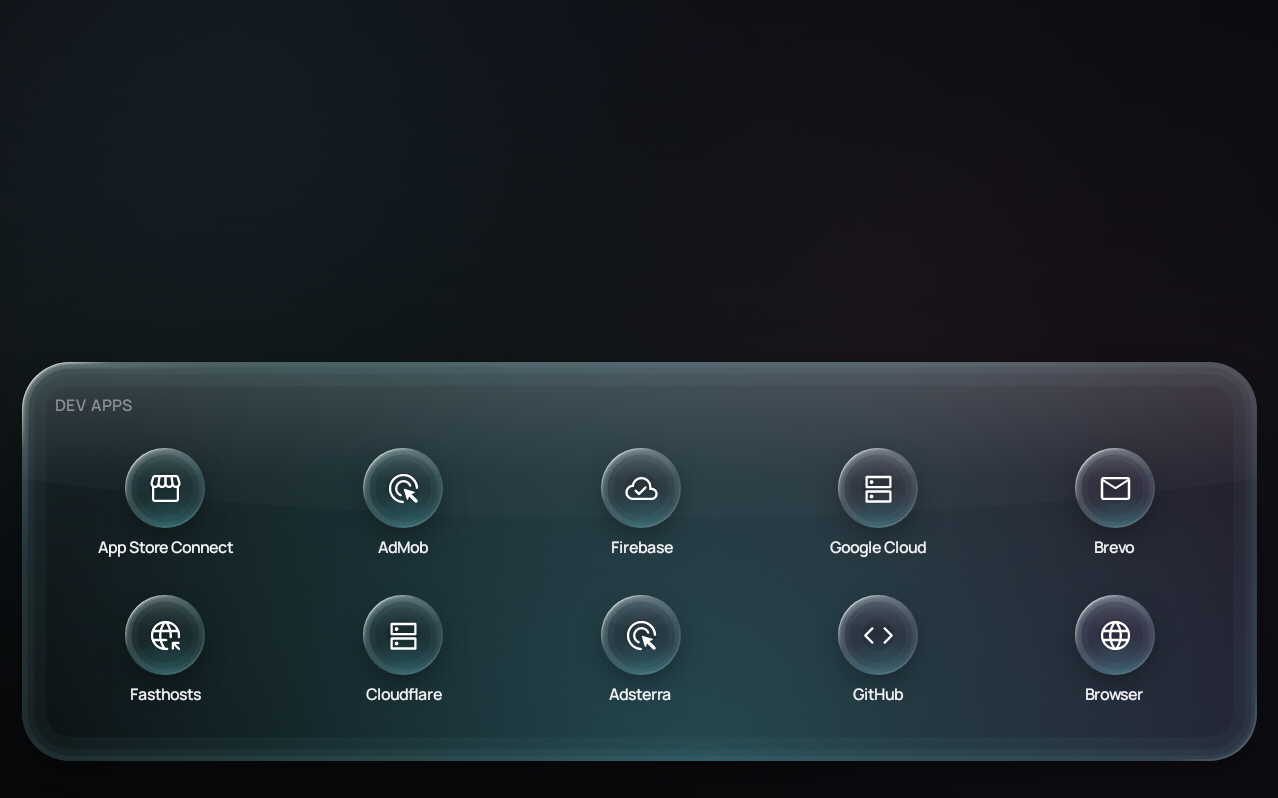 DEV APPS
App Store Connect
AdMob
Firebase
Google Cloud
Brevo
Fasthosts
Cloudflare
Adsterra
GitHub
Browser